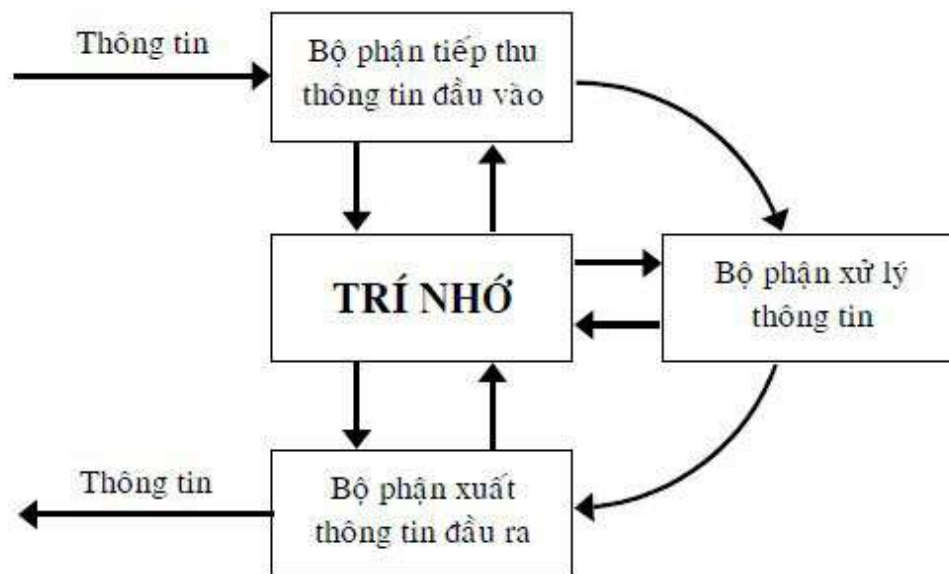 Thông tin
Bộ phận tiếp thu
thông tin đầu vào
TRÍ NHỚ
Bộ phận xử lý
thông tin
Thông tin
Bộ phận xuất
thông tin đầu ra